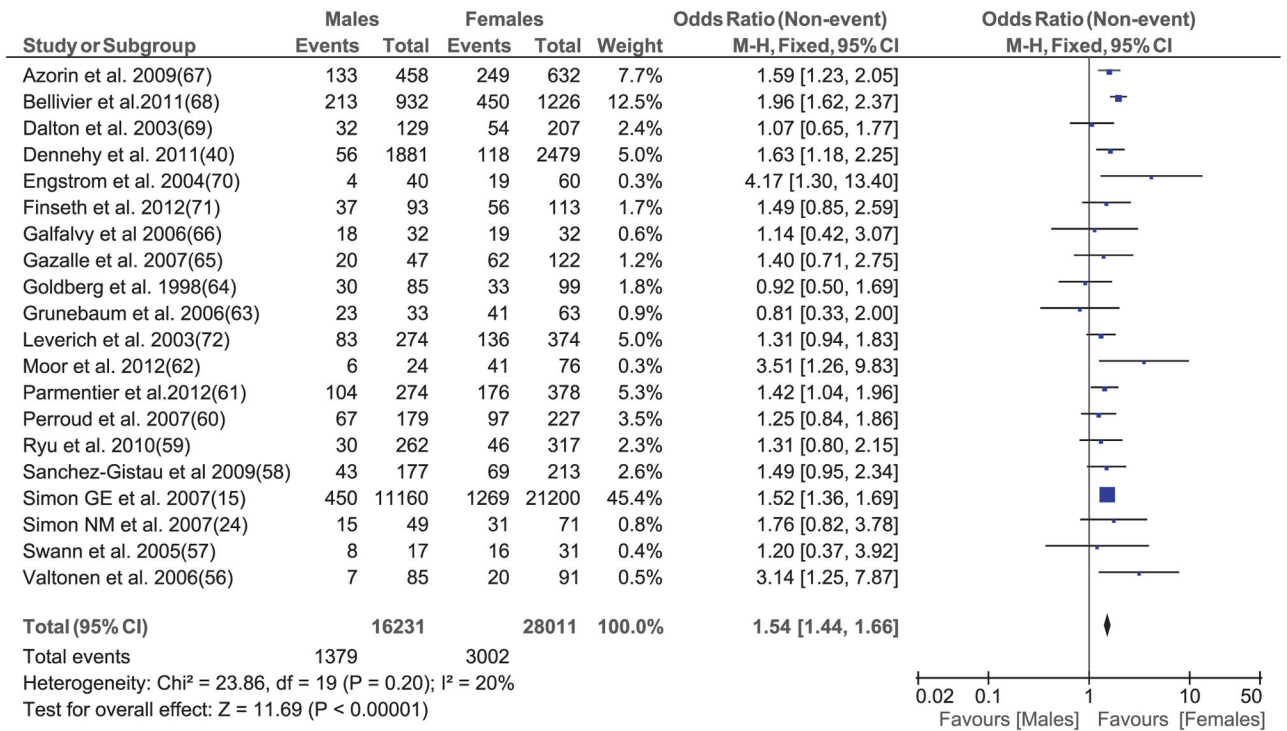 Males Females Odds Ratio (Non-event) Odds Ratio (Non-event)
Study or Subgroup Events Total Events Total Weight M-H, Fixed, 95% CI M-H, Fixed, 95% CI
Azorin et al. 2009(67) 133 458 249 632 7.7% 1.59 [1.23, 2.05]
Bellivier et al.2011(68) 213 932 450 1226 12.5% 1.96 [1.62, 2.37]
Dalton et al. 2003(69) 32 129 54 207 2.4% 1.07 [0.65, 1.77]
Dennehy et al. 2011(40) 56 1881 118 2479 5.0% 1.63 [1.18, 2.25]
Engstrom et al. 2004(70) 4 40 19 60 0.3% 4.17 [1.30, 13.40]
Finseth et al. 2012(71) 37 93 56 113 1.7% 1.49 [0.85, 2.59]
Galfalvy et al 2006(66) 18 32 19 32 0.6% 1.14 [0.42, 3.07]
Gazalle et al. 2007(65) 20 47 62 122 1.2% 1.40 [0.71, 2.75]
Goldberg et al. 1998(64) 30 85 33 99 1.8% 0.92 [0.50, 1.69]
Grunebaum et al. 2006(63) 23 33 41 63 0.9% 0.81 [0.33, 2.00]
Leverich et al. 2003(72) 83 274 136 374 5.0% 1.31 [0.94, 1.83]
Moor et al. 2012(62) 6 24 41 76 0.3% 3.51 [1.26, 9.83]
Parmentier et al.2012(61) 104 274 176 378 5.3% 1.42 [1.04, 1.96]
Perroud et al. 2007(60) 67 179 97 227 3.5% 1.25 [0.84, 1.86]
Ryu et al. 2010(59) 30 262 46 317 2.3% 1.31 [0.80, 2.15]
Sanchez-Gistau et al 2009(58) 43 177 69 213 2.6% 1.49 [0.95, 2.34]
Simon GE et al. 2007(15) 450 11160 1269 21200 45.4% 1.52 [1.36, 1.69]
Simon NM et al. 2007(24) 15 49 31 71 0.8% 1.76 [0.82, 3.78]
Swann et al. 2005(57) 8 17 16 31 0.4% 1.20 [0.37, 3.92]
Valtonen et al. 2006(56) 7 85 20 91 0.5% 3.14 [1.25, 7.87]
Total (95% CI) 16231 28011 100.0% 1.54 [1.44, 1.66]
Total events 1379 3002
Heterogeneity: Chi² = 23.86, df = 19 (P = 0.20); I² = 20%
Test for overall effect: Z = 11.69 (P < 0.00001)
0.02 0.1 1 10 50
Favours [Males] Favours [Females]